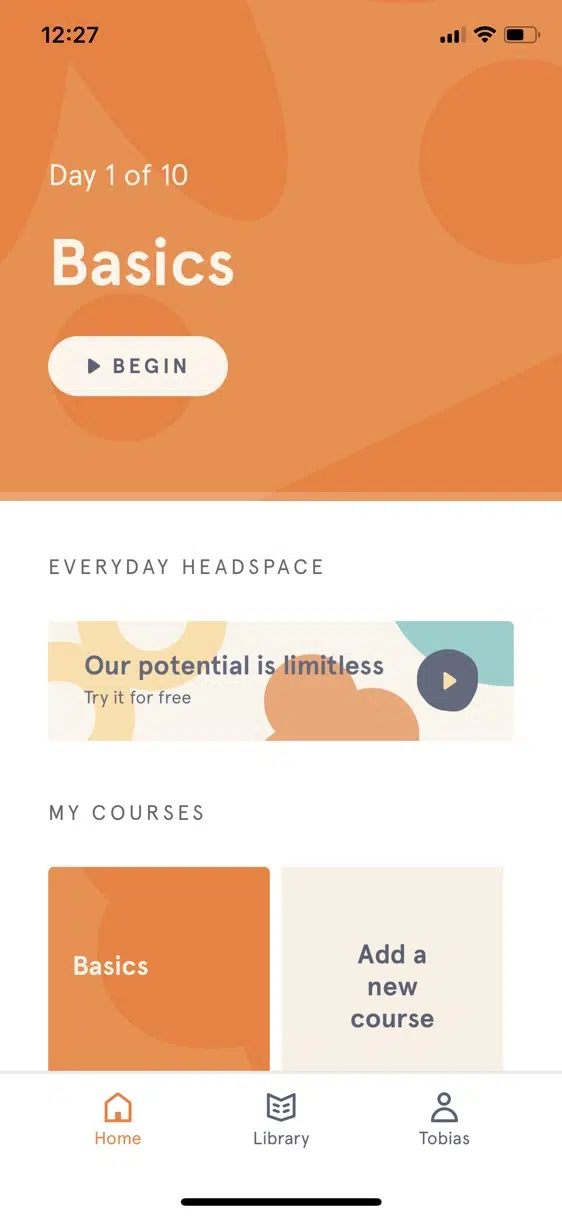 12:27
Day 1 of 10
Basics
BEGIN
EVERYDAY HEADSPACE
Our potential is limitless
Try it for free
MY COURSES
Basics
Add a
new
course
Home
Library
Tobias